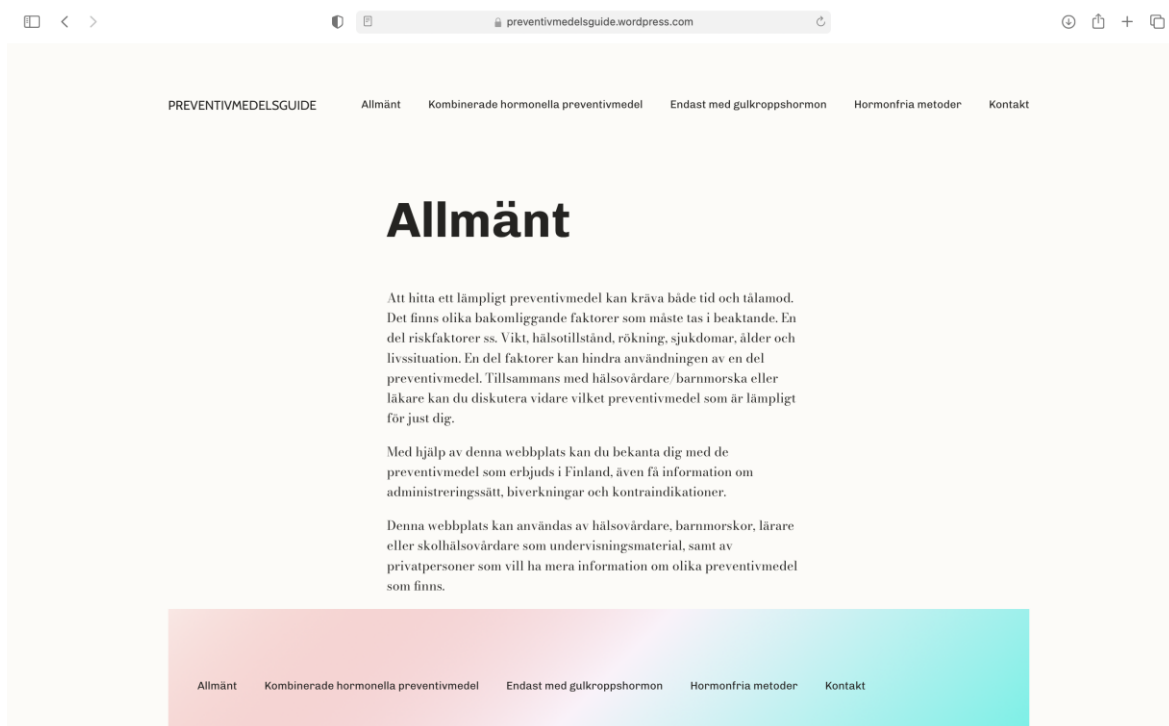 preventivmedelsguide.wordpress.com
PREVENTIVMEDELSGUIDE Allmänt Kombinerade hormonella preventivmedel Endast med gulkroppshormon Hormonfria metoder Kontakt
Allmänt
Att hitta ett lämpligt preventivmedel kan kräva både tid och tålamod.
Det finns olika bakomliggande faktorer som måste tas i beaktande. En
del riskfaktorer ss. Vikt, hälsotillstånd, rökning, sjukdomar, ålder och
livssituation. En del faktorer kan hindra användningen av en del
preventivmedel. Tillsammans med hälsovårdare/barnmorska eller
läkare kan du diskutera vidare vilket preventivmedel som är lämpligt
för just dig.
Med hjälp av denna webbplats kan du bekanta dig med de
preventivmedel som erbjuds i Finland, även få information om
administreringssätt, biverkningar och kontraindikationer.
Denna webbplats kan användas av hälsovårdare, barnmorskor, lärare
eller skolhälsovårdare som undervisningsmaterial, samt av
privatpersoner som vill ha mera information om olika preventivmedel
som finns.
Allmänt Kombinerade hormonella preventivmedel Endast med gulkroppshormon Hormonfria metoder Kontakt